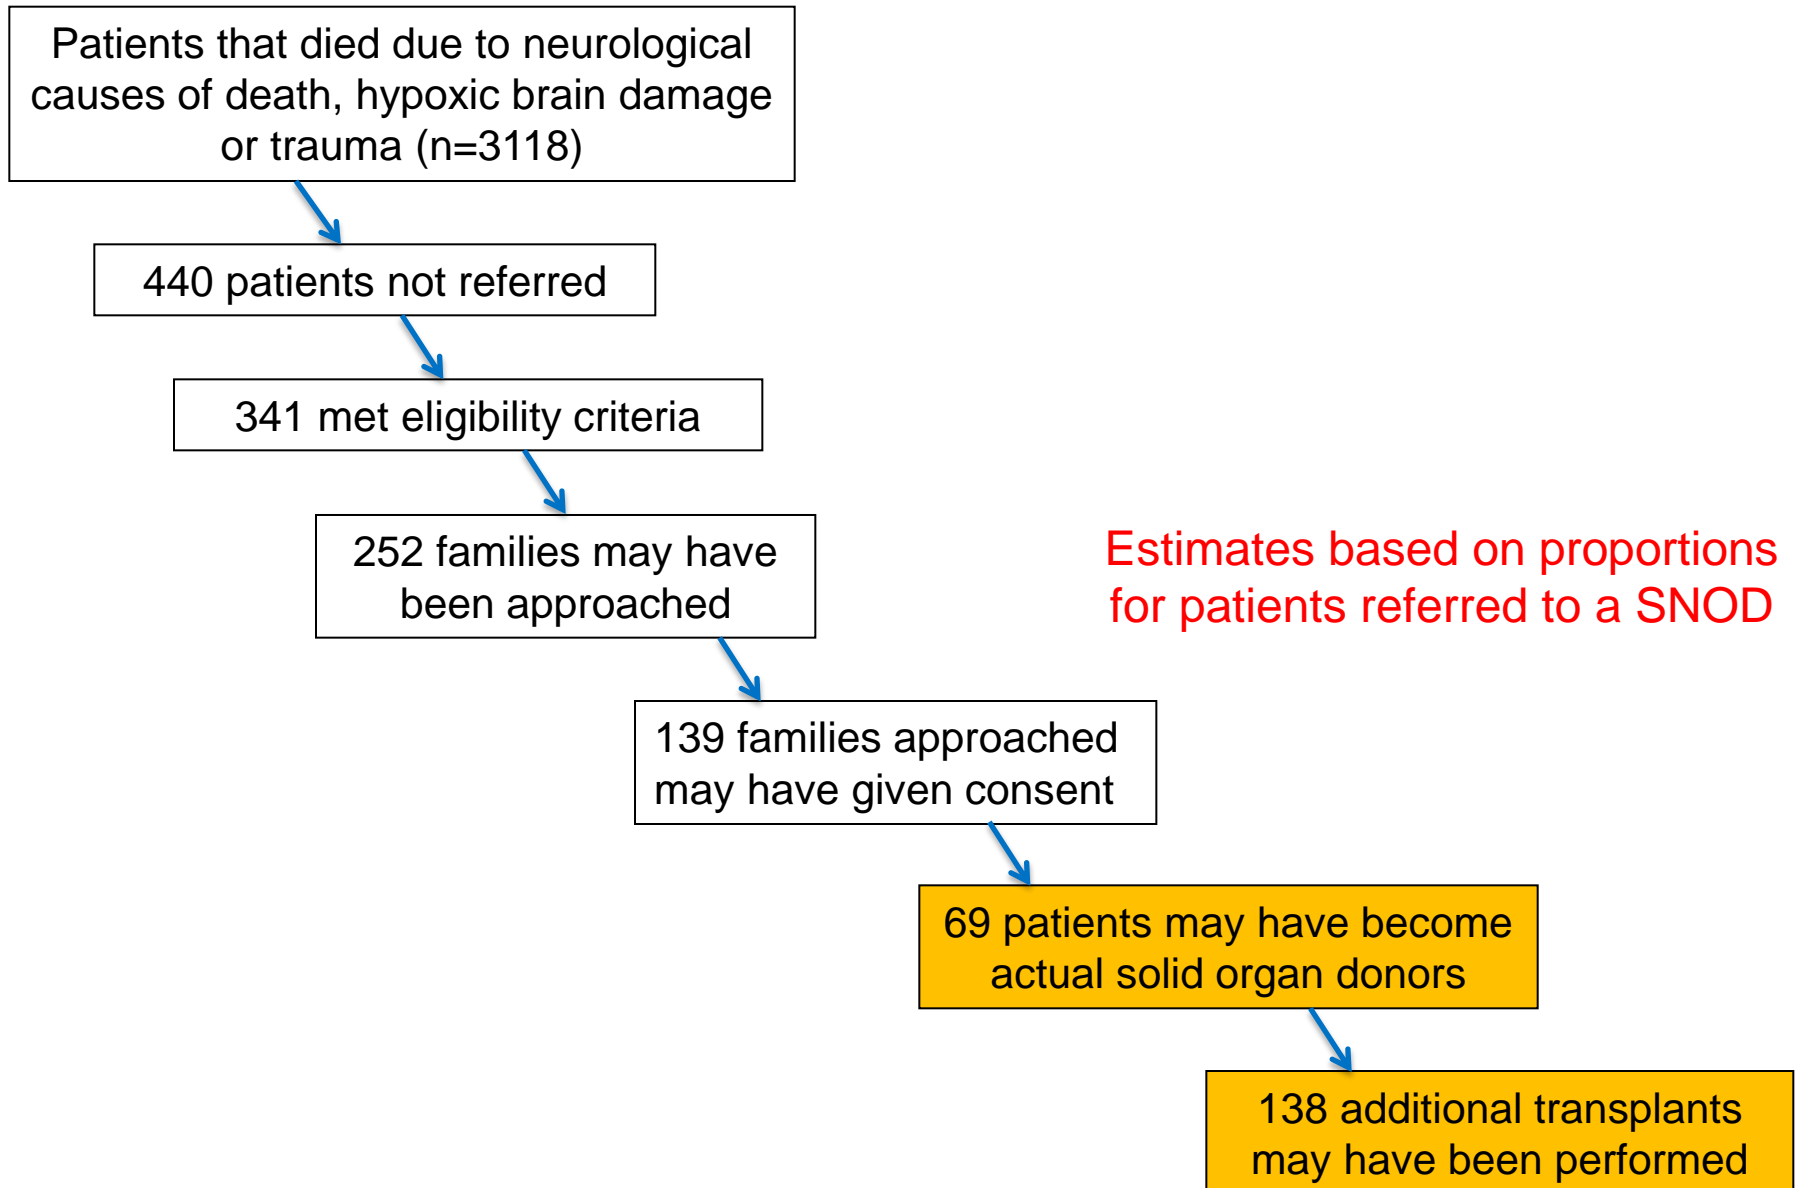 Patients that died due to neurological
causes of death, hypoxic brain damage
or trauma (n=3118)
440 patients not referred
341 met eligibility criteria
252 families may have
been approached
Estimates based on proportions
for patients referred to a SNOD
139 families approached
may have given consent
69 patients may have become
actual solid organ donors
138 additional transplants
may have been performed